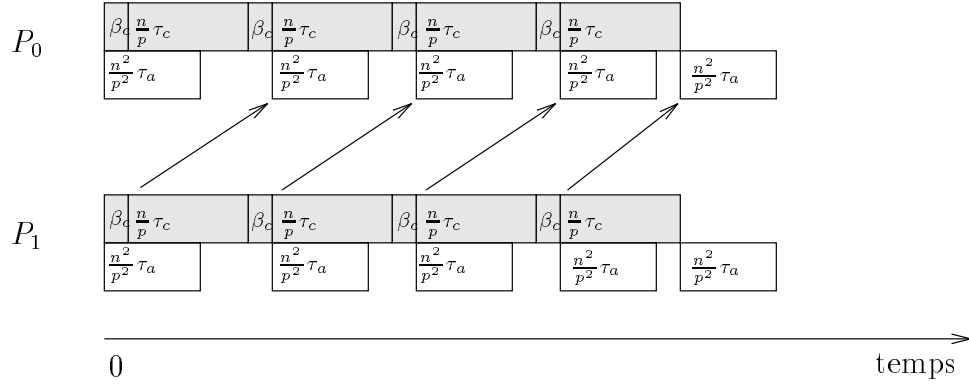 β_c n/p τ_c β_c n/p τ_c β_c n/p τ_c β_c n/p τ_c
P_0
n²/p² τ_a n²/p² τ_a n²/p² τ_a n²/p² τ_a n²/p² τ_a
β_c n/p τ_c β_c n/p τ_c β_c n/p τ_c β_c n/p τ_c
P_1
n²/p² τ_a n²/p² τ_a n²/p² τ_a n²/p² τ_a n²/p² τ_a
0 temps